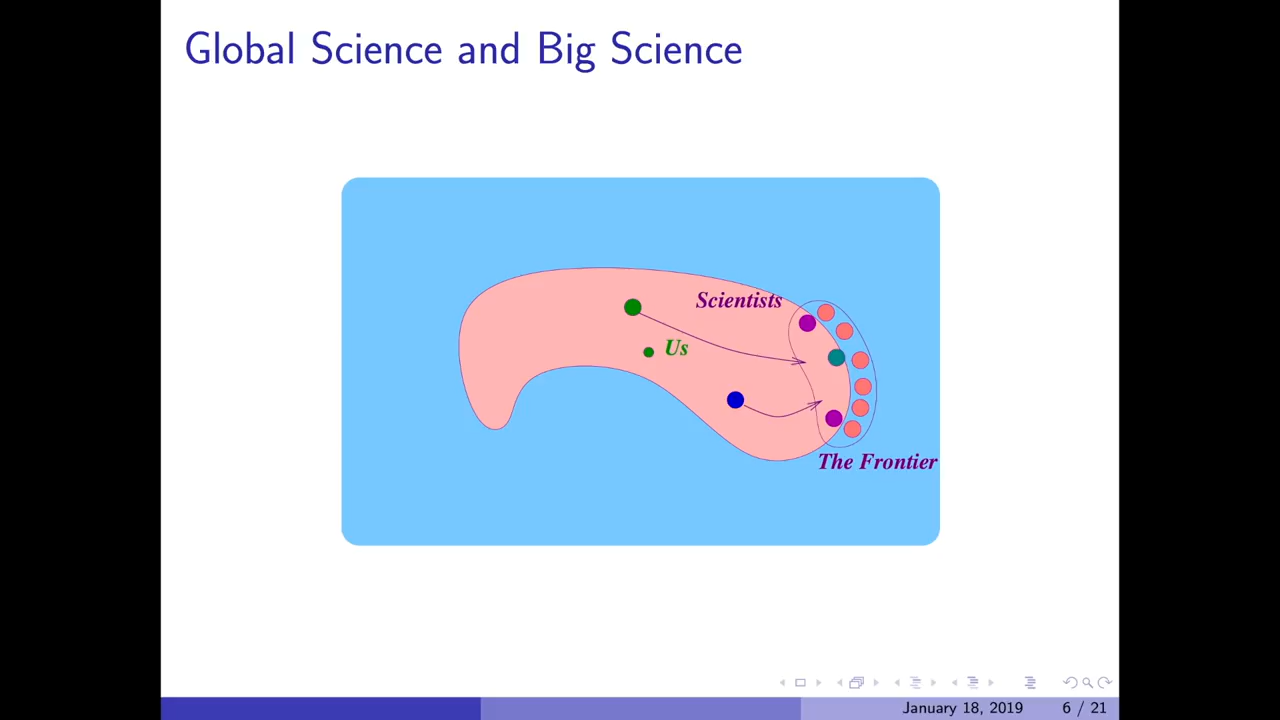 Global Science and Big Science
Scientists
Us
The Frontier
January 18, 2019 6 / 21